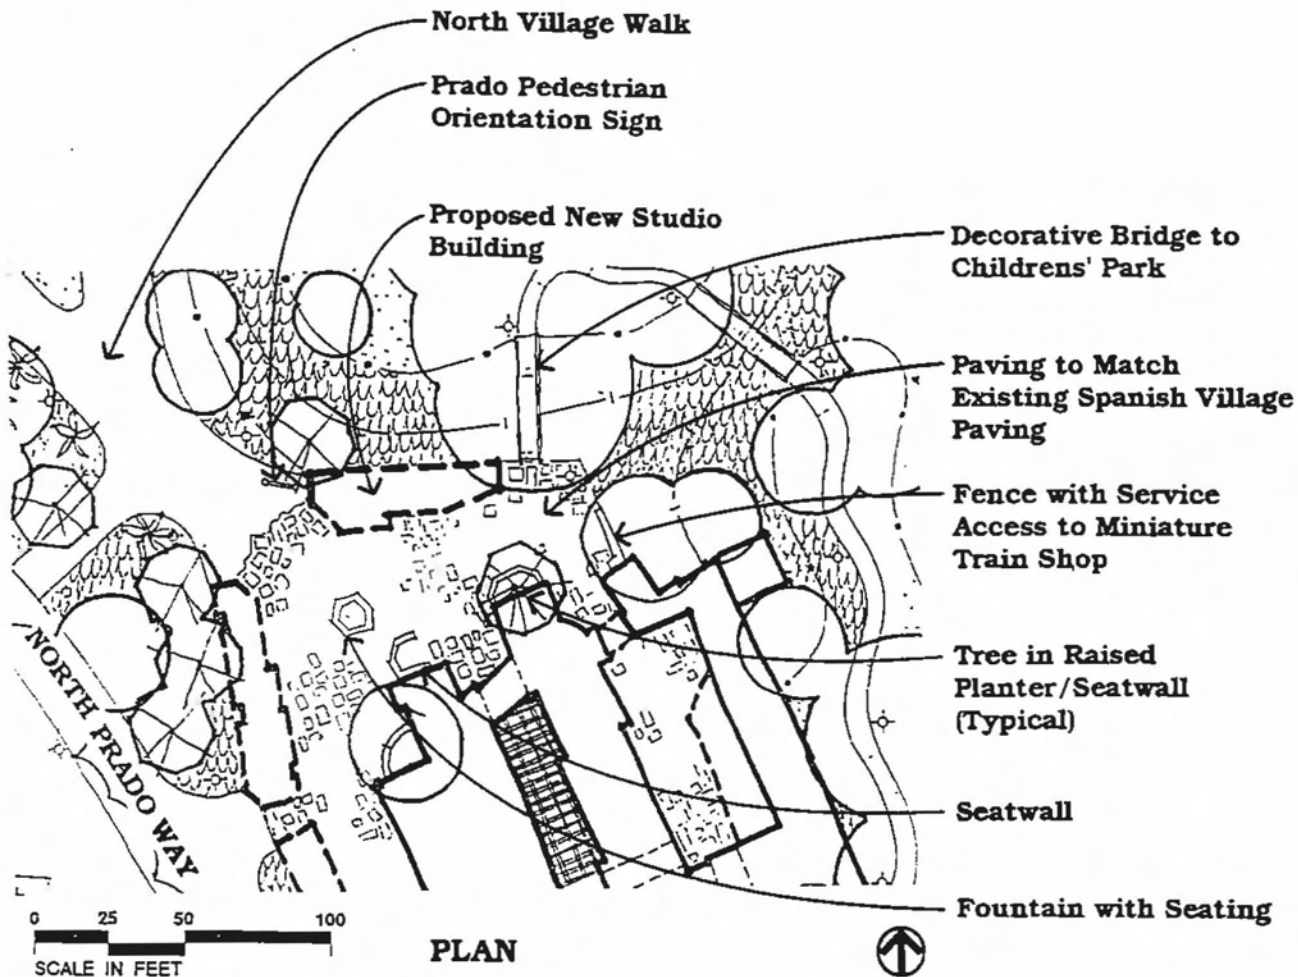 North Village Walk
Prado Pedestrian
Orientation Sign
Proposed New Studio
Building
Decorative Bridge to
Childrens' Park
Paving to Match
Existing Spanish Village
Paving
Fence with Service
Access to Miniature
Train Shop
Tree in Raised
Planter/Seatwall
(Typical)
Seatwall
Fountain with Seating
NORTH PRADO WAY
0 25 50 100
SCALE IN FEET
PLAN